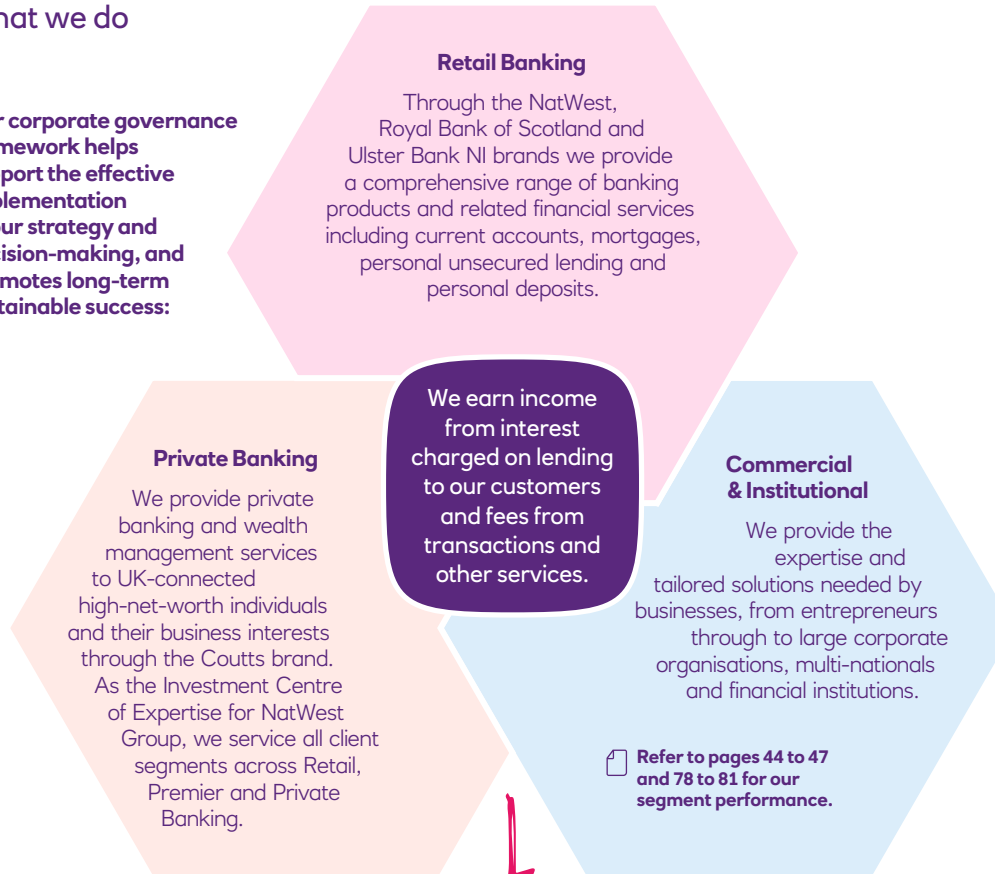 hat we do
r corporate governance
mework helps
port the effective
plementation
our strategy and
cision-making, and
motes long-term
tainable success:
Retail Banking
Through the NatWest,
Royal Bank of Scotland and
Ulster Bank NI brands we provide
a comprehensive range of banking
products and related financial services
including current accounts, mortgages,
personal unsecured lending and
personal deposits.
We earn income
from interest
charged on lending
to our customers
and fees from
transactions and
other services.
Private Banking
We provide private
banking and wealth
management services
to UK-connected
high-net-worth individuals
and their business interests
through the Coutts brand.
As the Investment Centre
of Expertise for NatWest
Group, we service all client
segments across Retail,
Premier and Private
Banking.
Commercial
& Institutional
We provide the
expertise and
tailored solutions needed by
businesses, from entrepreneurs
through to large corporate
organisations, multi-nationals
and financial institutions.
Refer to pages 44 to 47
and 78 to 81 for our
segment performance.